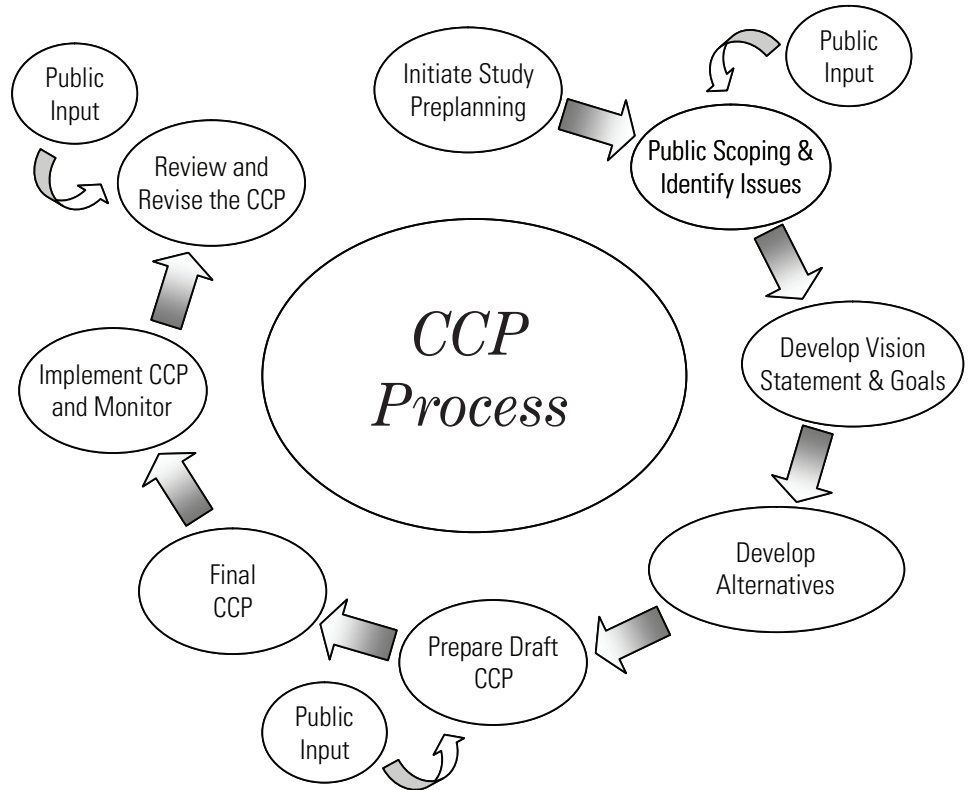 Initiate Study
Preplanning
Public
Input
Public Scoping &
Identify Issues
Develop Vision
Statement & Goals
Develop
Alternatives
Prepare Draft
CCP
Public
Input
Final
CCP
Implement CCP
and Monitor
Review and
Revise the CCP
Public
Input
CCP
Process